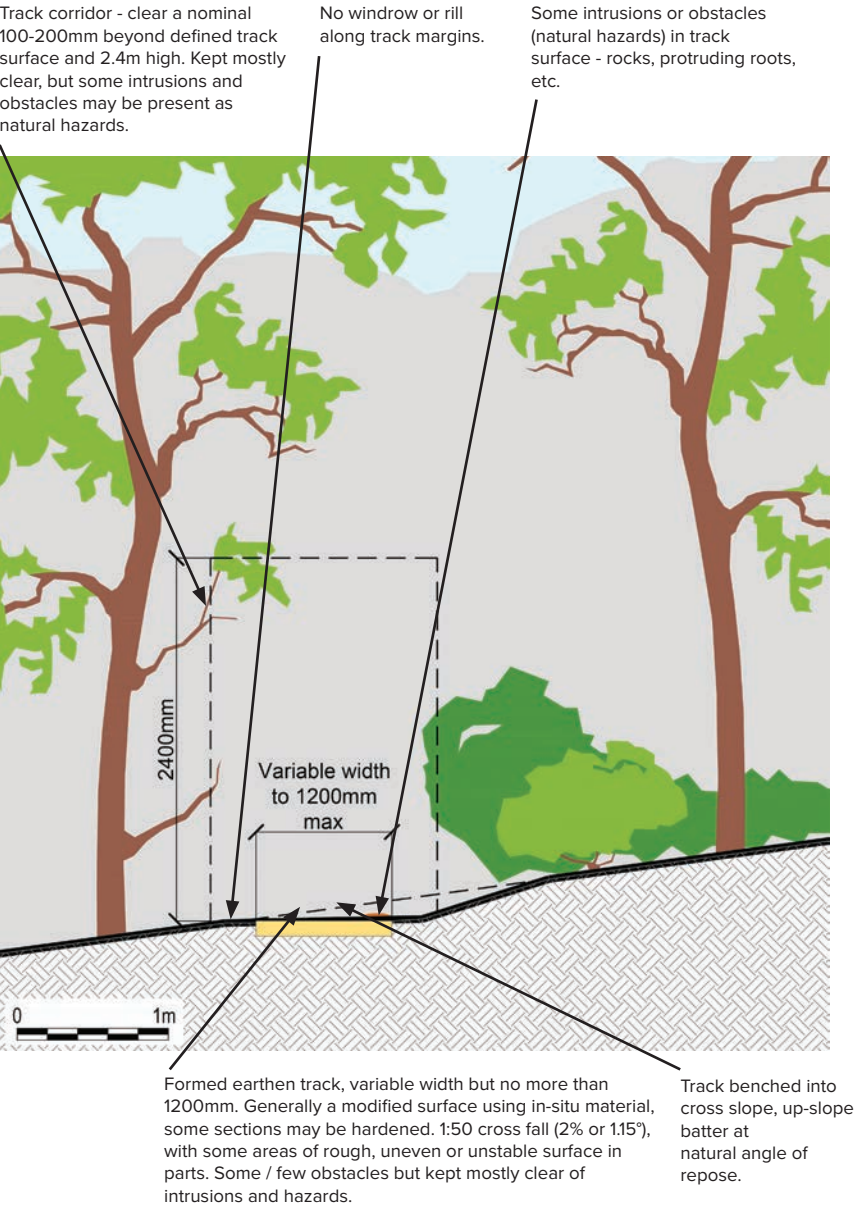 Track corridor - clear a nominal
100-200mm beyond defined track
surface and 2.4m high. Kept mostly
clear, but some intrusions and
obstacles may be present as
natural hazards.
No windrow or rill
along track margins.
Some intrusions or obstacles
(natural hazards) in track
surface - rocks, protruding roots,
etc.
2400mm
Variable width
to 1200mm
max
0 1m
Formed earthen track, variable width but no more than
1200mm. Generally a modified surface using in-situ material,
some sections may be hardened. 1:50 cross fall (2% or 1.15°),
with some areas of rough, uneven or unstable surface in
parts. Some / few obstacles but kept mostly clear of
intrusions and hazards.
Track benched into
cross slope, up-slope
batter at
natural angle of
repose.